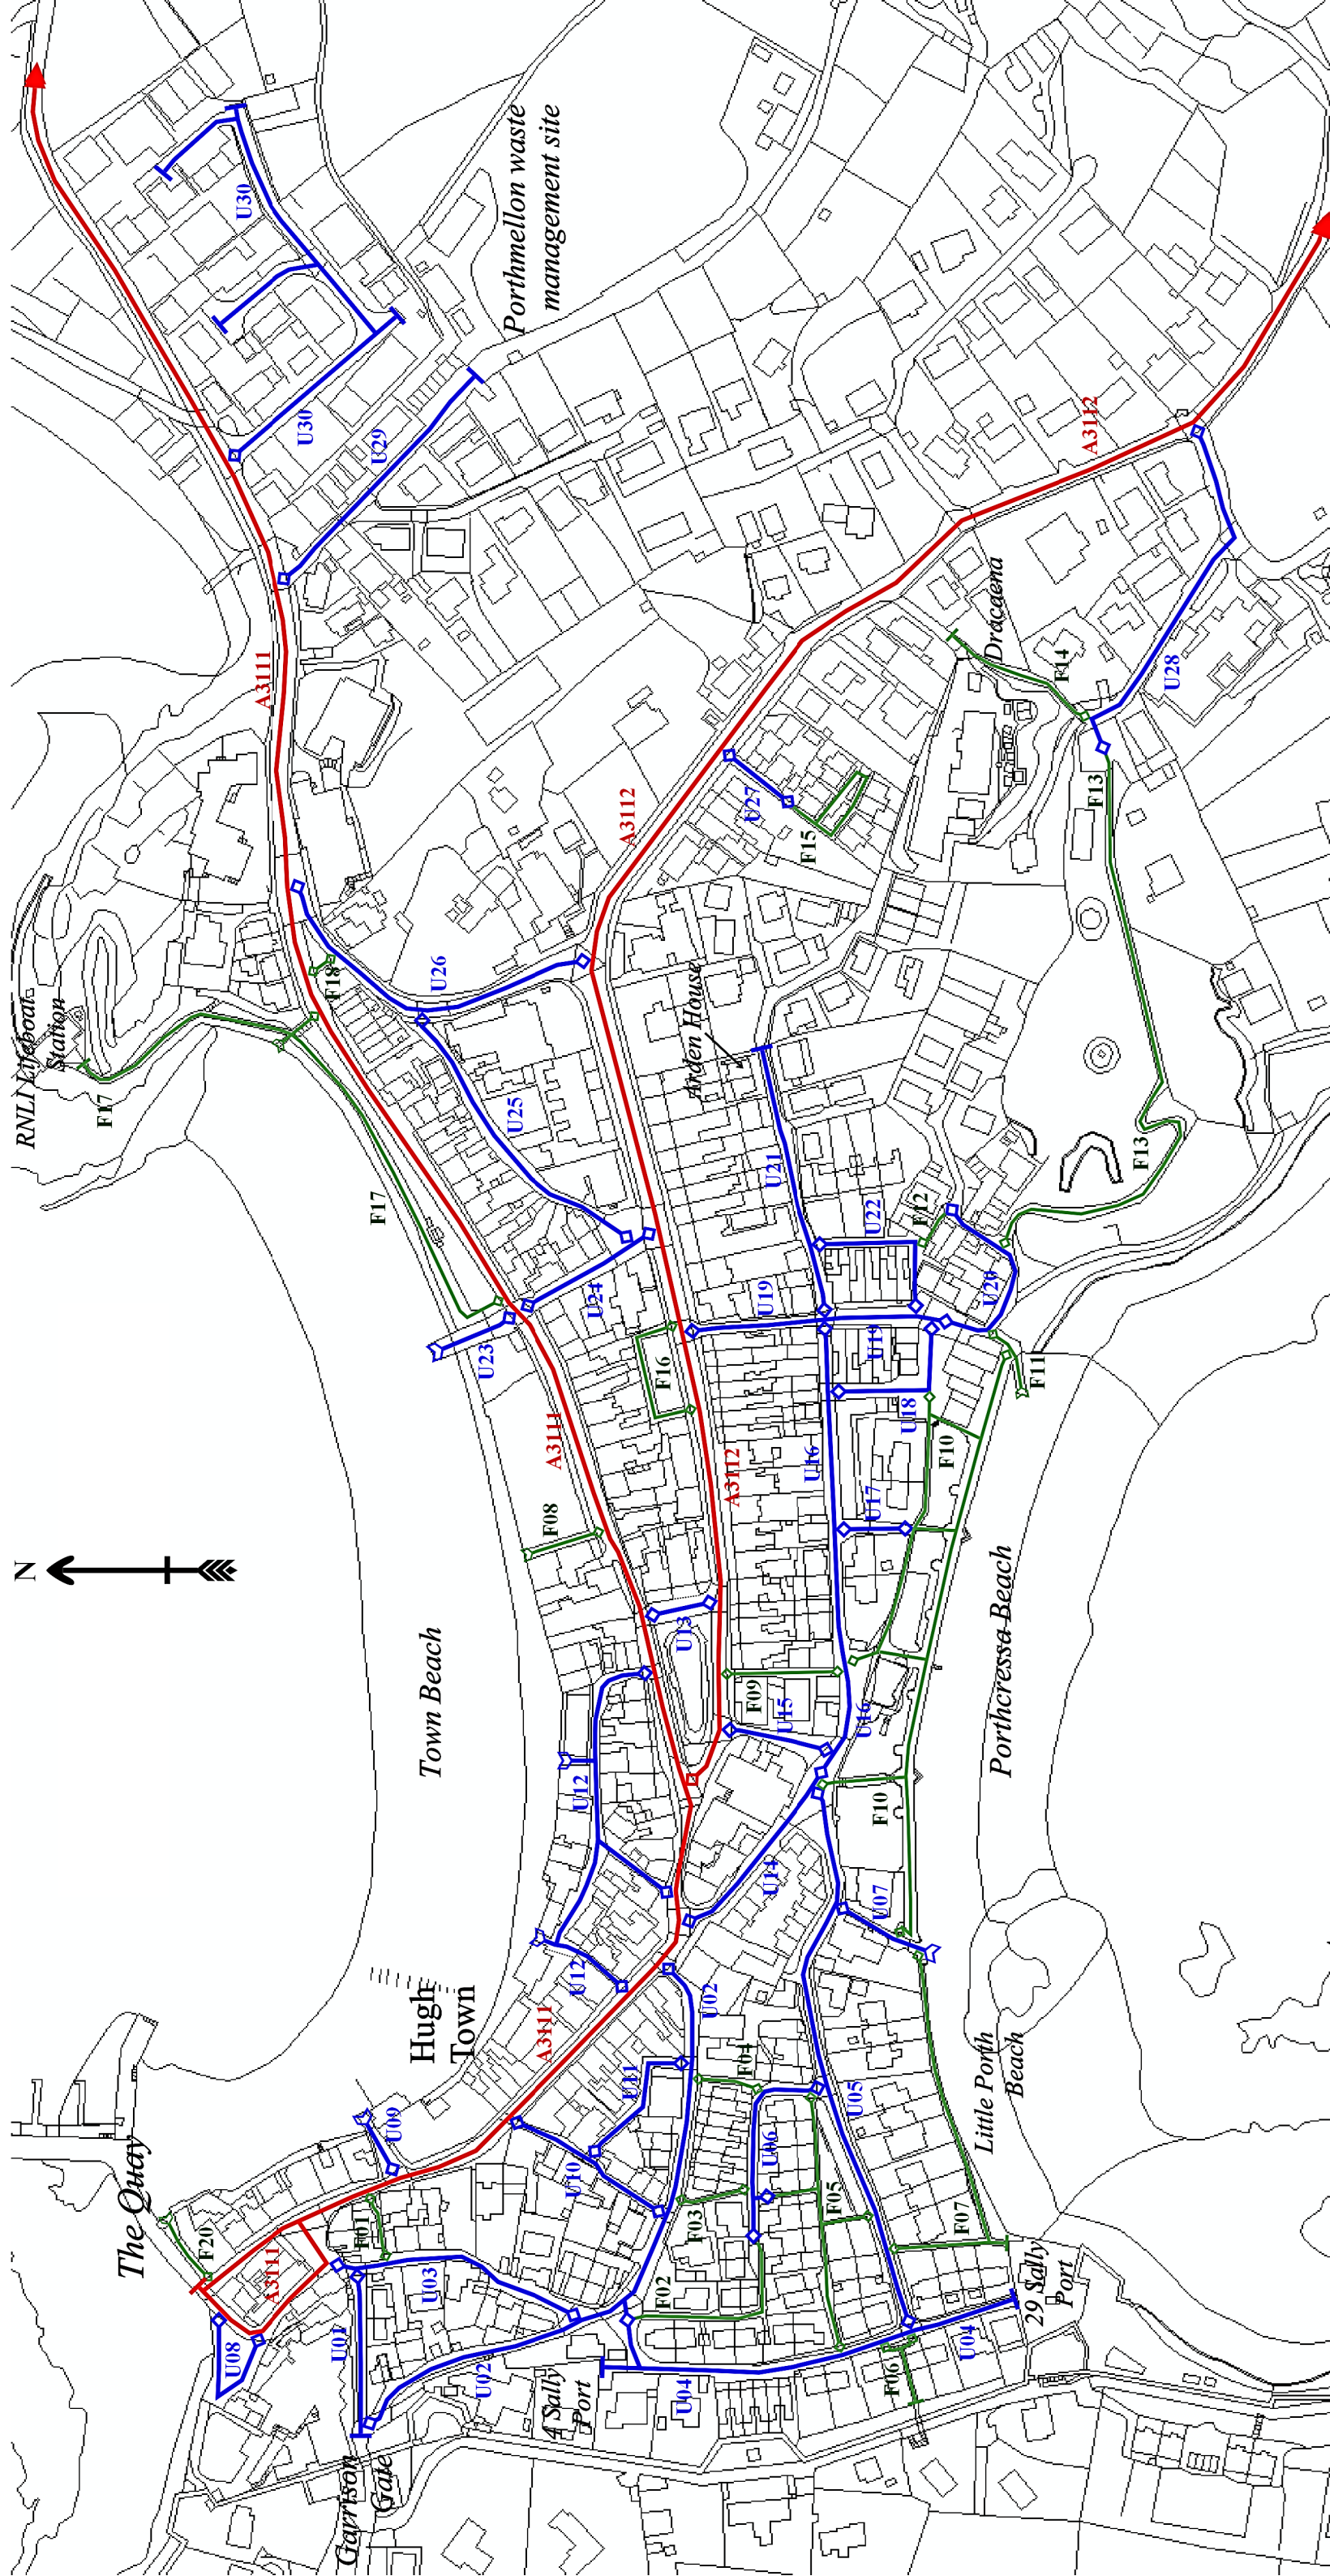 The Quay
F20
A3111
U08
Garrison
Gate
U01
F01
U09
U03
U02
4 Sally
Port
U04
F02
F03
U10
U11
A3111
Hugh
Town
U12
U02
F04
U06
F05
U05
F06
U04
29 Sally
Port
F07
Little Porth
Beach
U07
U14
U12
Town Beach
U13
F09
U15
U16
F10
Porthcressa Beach
N
F08
A3111
A3112
U16
U17
U18
F10
F16
U23
U24
U19
U19
U20
F11
F12
U22
U21
Arden House
F17
U25
U26
F18
F17
RNLI Lifeboat
Station
F13
F13
A3112
U27
F15
F14
Dracaena
U28
A3111
A3112
U29
U30
U30
Porthmellon waste
management site